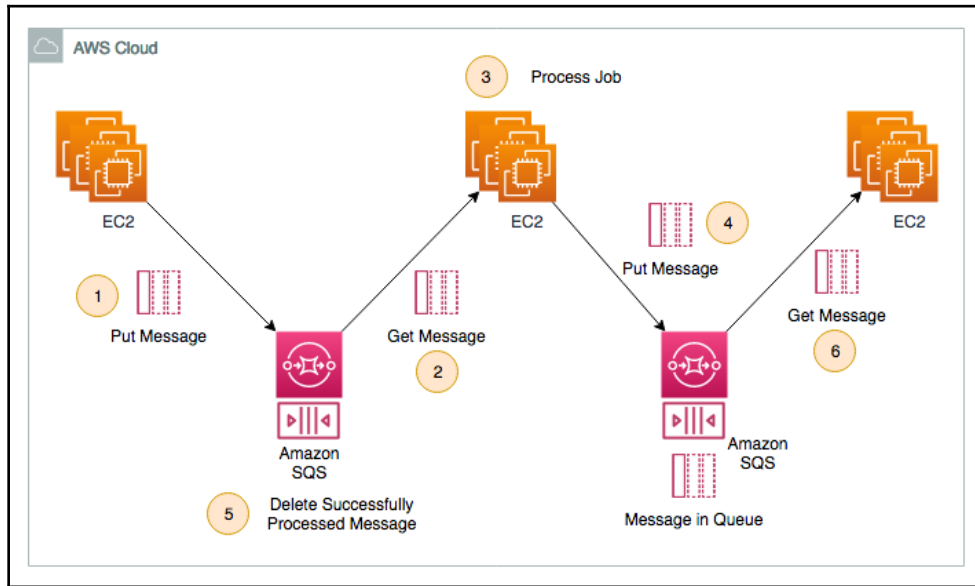 AWS Cloud
3
Process Job
EC2
EC2
EC2
1
Put Message
Get Message
2
4
Put Message
Get Message
6
Amazon
SQS
5
Delete Successfully
Processed Message
Amazon
SQS
Message in Queue